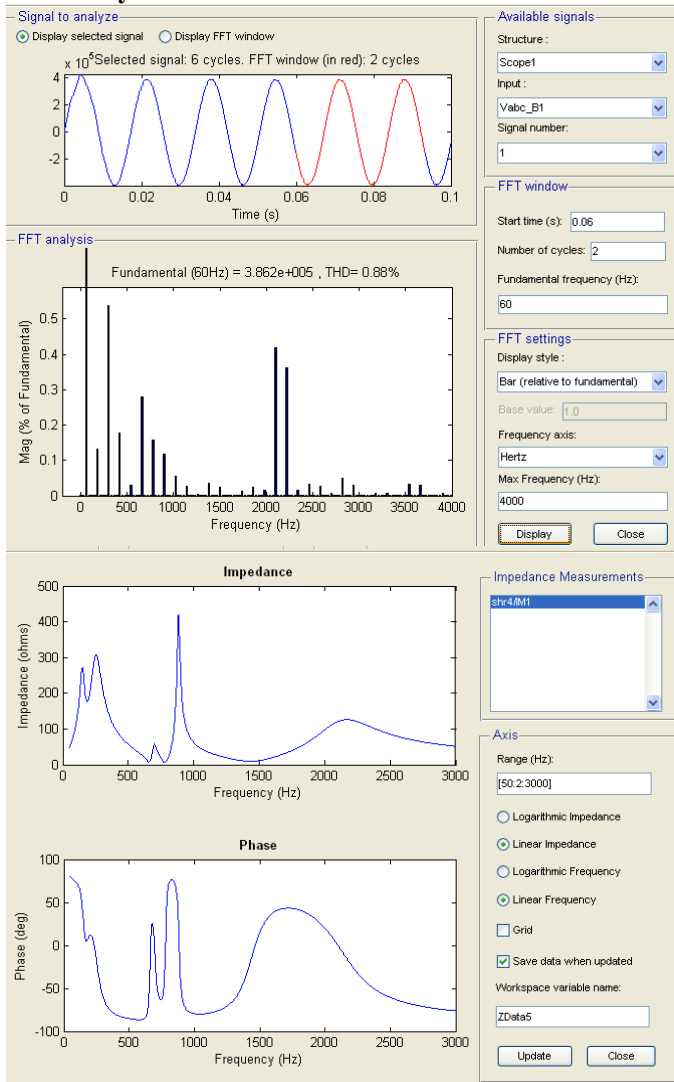 Signal to analyze
Display selected signal Display FFT window
x 10^5 Selected signal: 6 cycles. FFT window (in red): 2 cycles
4
2
0
-2
0 0.02 0.04 0.06 0.08 0.1
Time (s)
FFT analysis
Fundamental (60Hz) = 3.862e+005 , THD= 0.88%
Mag (% of Fundamental)
0.5
0.4
0.3
0.2
0.1
0
0 500 1000 1500 2000 2500 3000 3500 4000
Frequency (Hz)
Available signals
Structure :
Scope1
Input :
Vabc_B1
Signal number:
1
FFT window
Start time (s): 0.06
Number of cycles: 2
Fundamental frequency (Hz):
60
FFT settings
Display style :
Bar (relative to fundamental)
Base value: 1.0
Frequency axis:
Hertz
Max Frequency (Hz):
4000
Display Close
Impedance
Impedance (ohms)
500
400
300
200
100
0
0 500 1000 1500 2000 2500 3000
Frequency (Hz)
Phase
Phase (deg)
100
50
0
-50
-100
0 500 1000 1500 2000 2500 3000
Frequency (Hz)
Impedance Measurements
shr4/IM1
Axis
Range (Hz):
[50:2:3000]
Logarithmic Impedance
Linear Impedance
Logarithmic Frequency
Linear Frequency
Grid
Save data when updated
Workspace variable name:
ZData5
Update Close